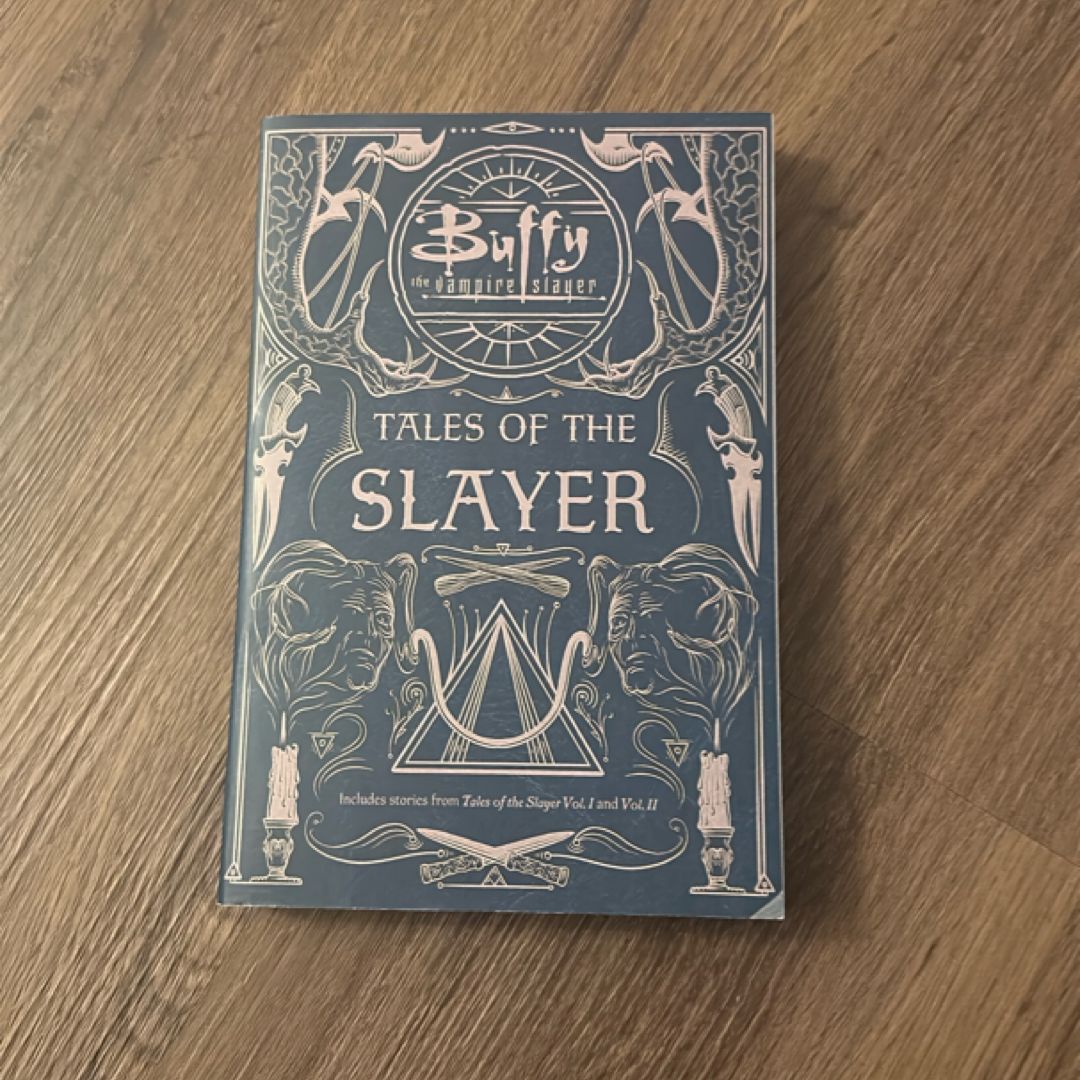 Buffy
the vampire slayer
TALES OF THE
SLAYER
Includes stories from Tales of the Slayer Vol. I and Vol. II